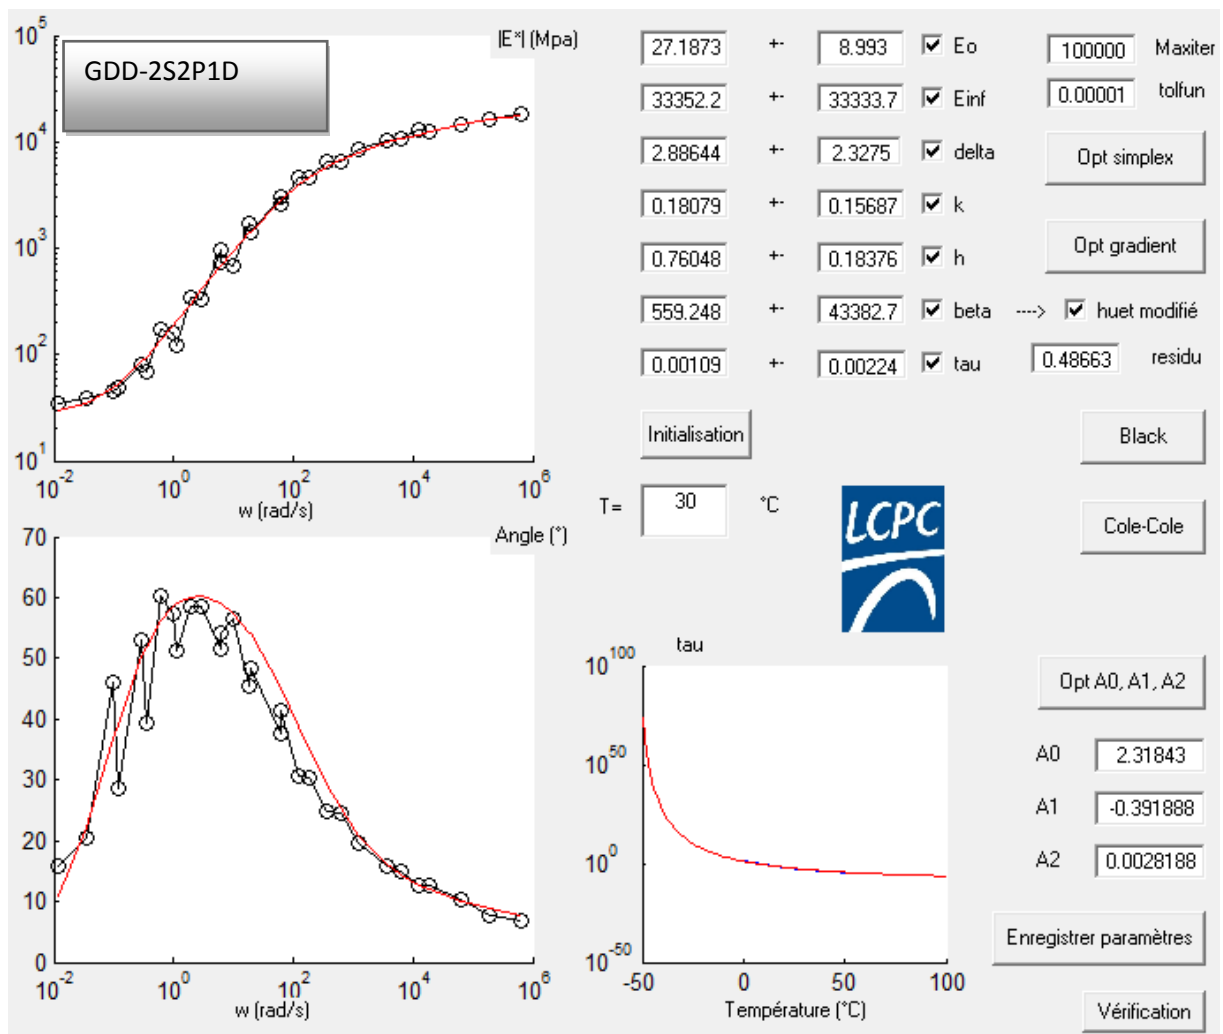 |E*| (Mpa)
GDD-2S2P1D
10^5
10^4
10^3
10^2
10^1
10^-2 10^0 10^2 10^4 10^6
w (rad/s)
27.1873 +- 8.993 Eo
33352.2 +- 33333.7 Einf
2.88644 +- 2.3275 delta
0.18079 +- 0.15687 k
0.76048 +- 0.18376 h
559.248 +- 43382.7 beta ----> huet modifié
0.00109 +- 0.00224 tau
0.48663 residu
100000 Maxiter
0.00001 tolfun
Opt simplex
Opt gradient
Initialisation
Black
T= 30 °C
LCPC
Cole-Cole
Angle (°)
70
60
50
40
30
20
10
0
10^-2 10^0 10^2 10^4 10^6
w (rad/s)
tau
10^100
10^50
10^0
10^-50
-50 0 50 100
Température (°C)
Opt A0, A1, A2
A0 2.31843
A1 -0.391888
A2 0.0028188
Enregistrer paramètres
Vérification